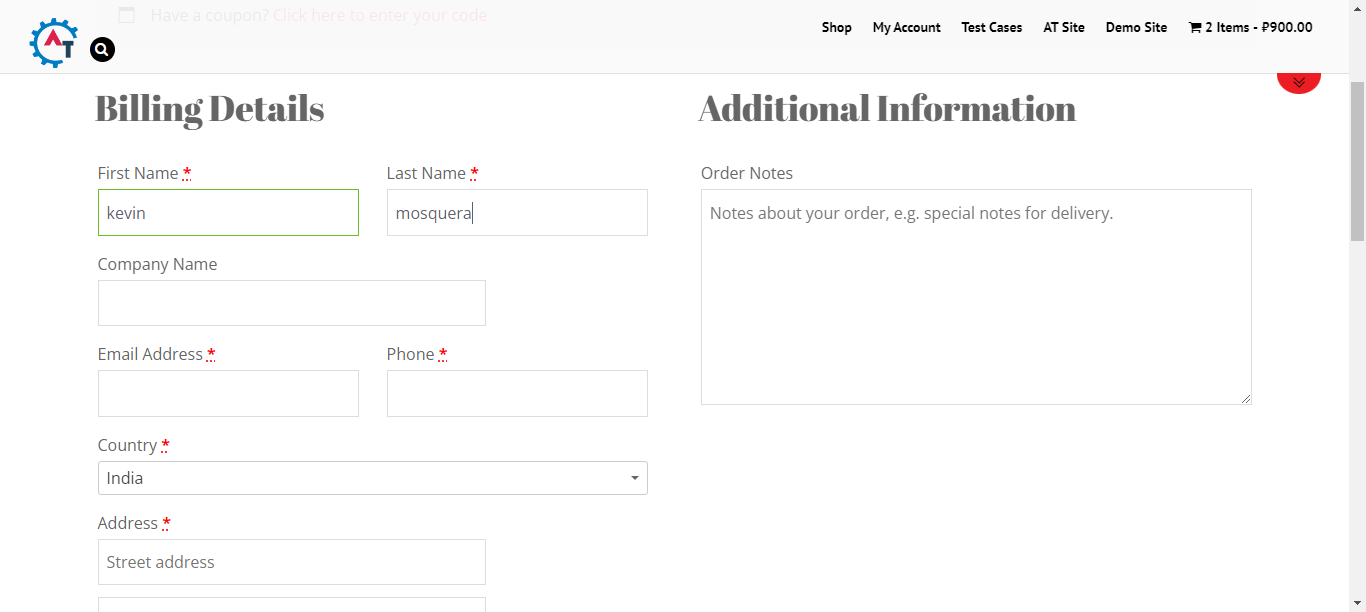 Have a coupon? Click here to enter your code
AT
Shop My Account Test Cases AT Site Demo Site 2 Items - ₽900.00
Billing Details
Additional Information
First Name *
Last Name *
Order Notes
kevin
mosquera
Notes about your order, e.g. special notes for delivery.
Company Name
Email Address *
Phone *
Country *
India
Address *
Street address